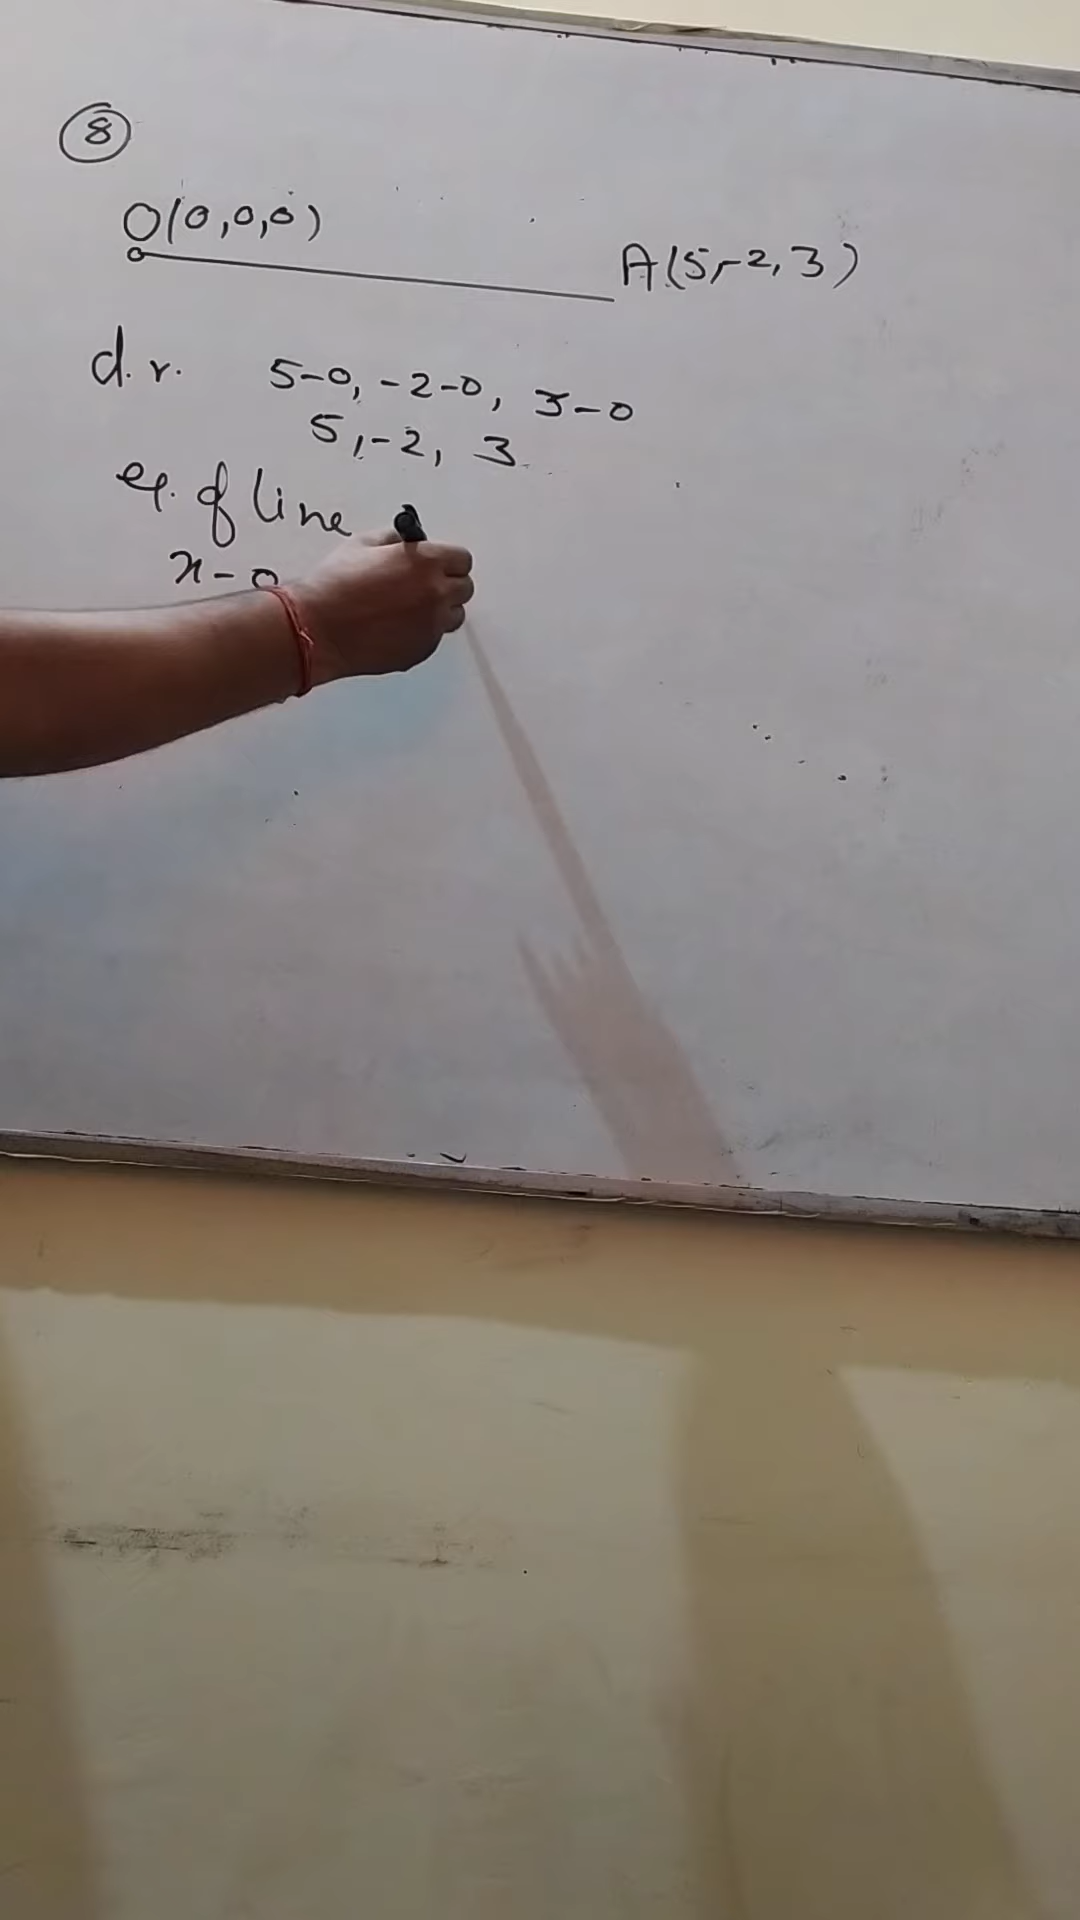 8
O(0,0,0)
A(5,-2,3)
d.r. 5-0, -2-0, 3-0
5,-2, 3
eq. of line
x-0